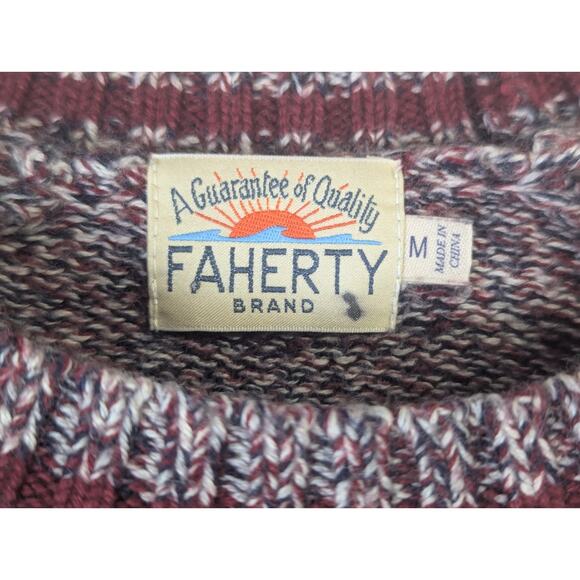 A Guarantee of Quality
FAHERTY
BRAND
M
MADE IN
CHINA